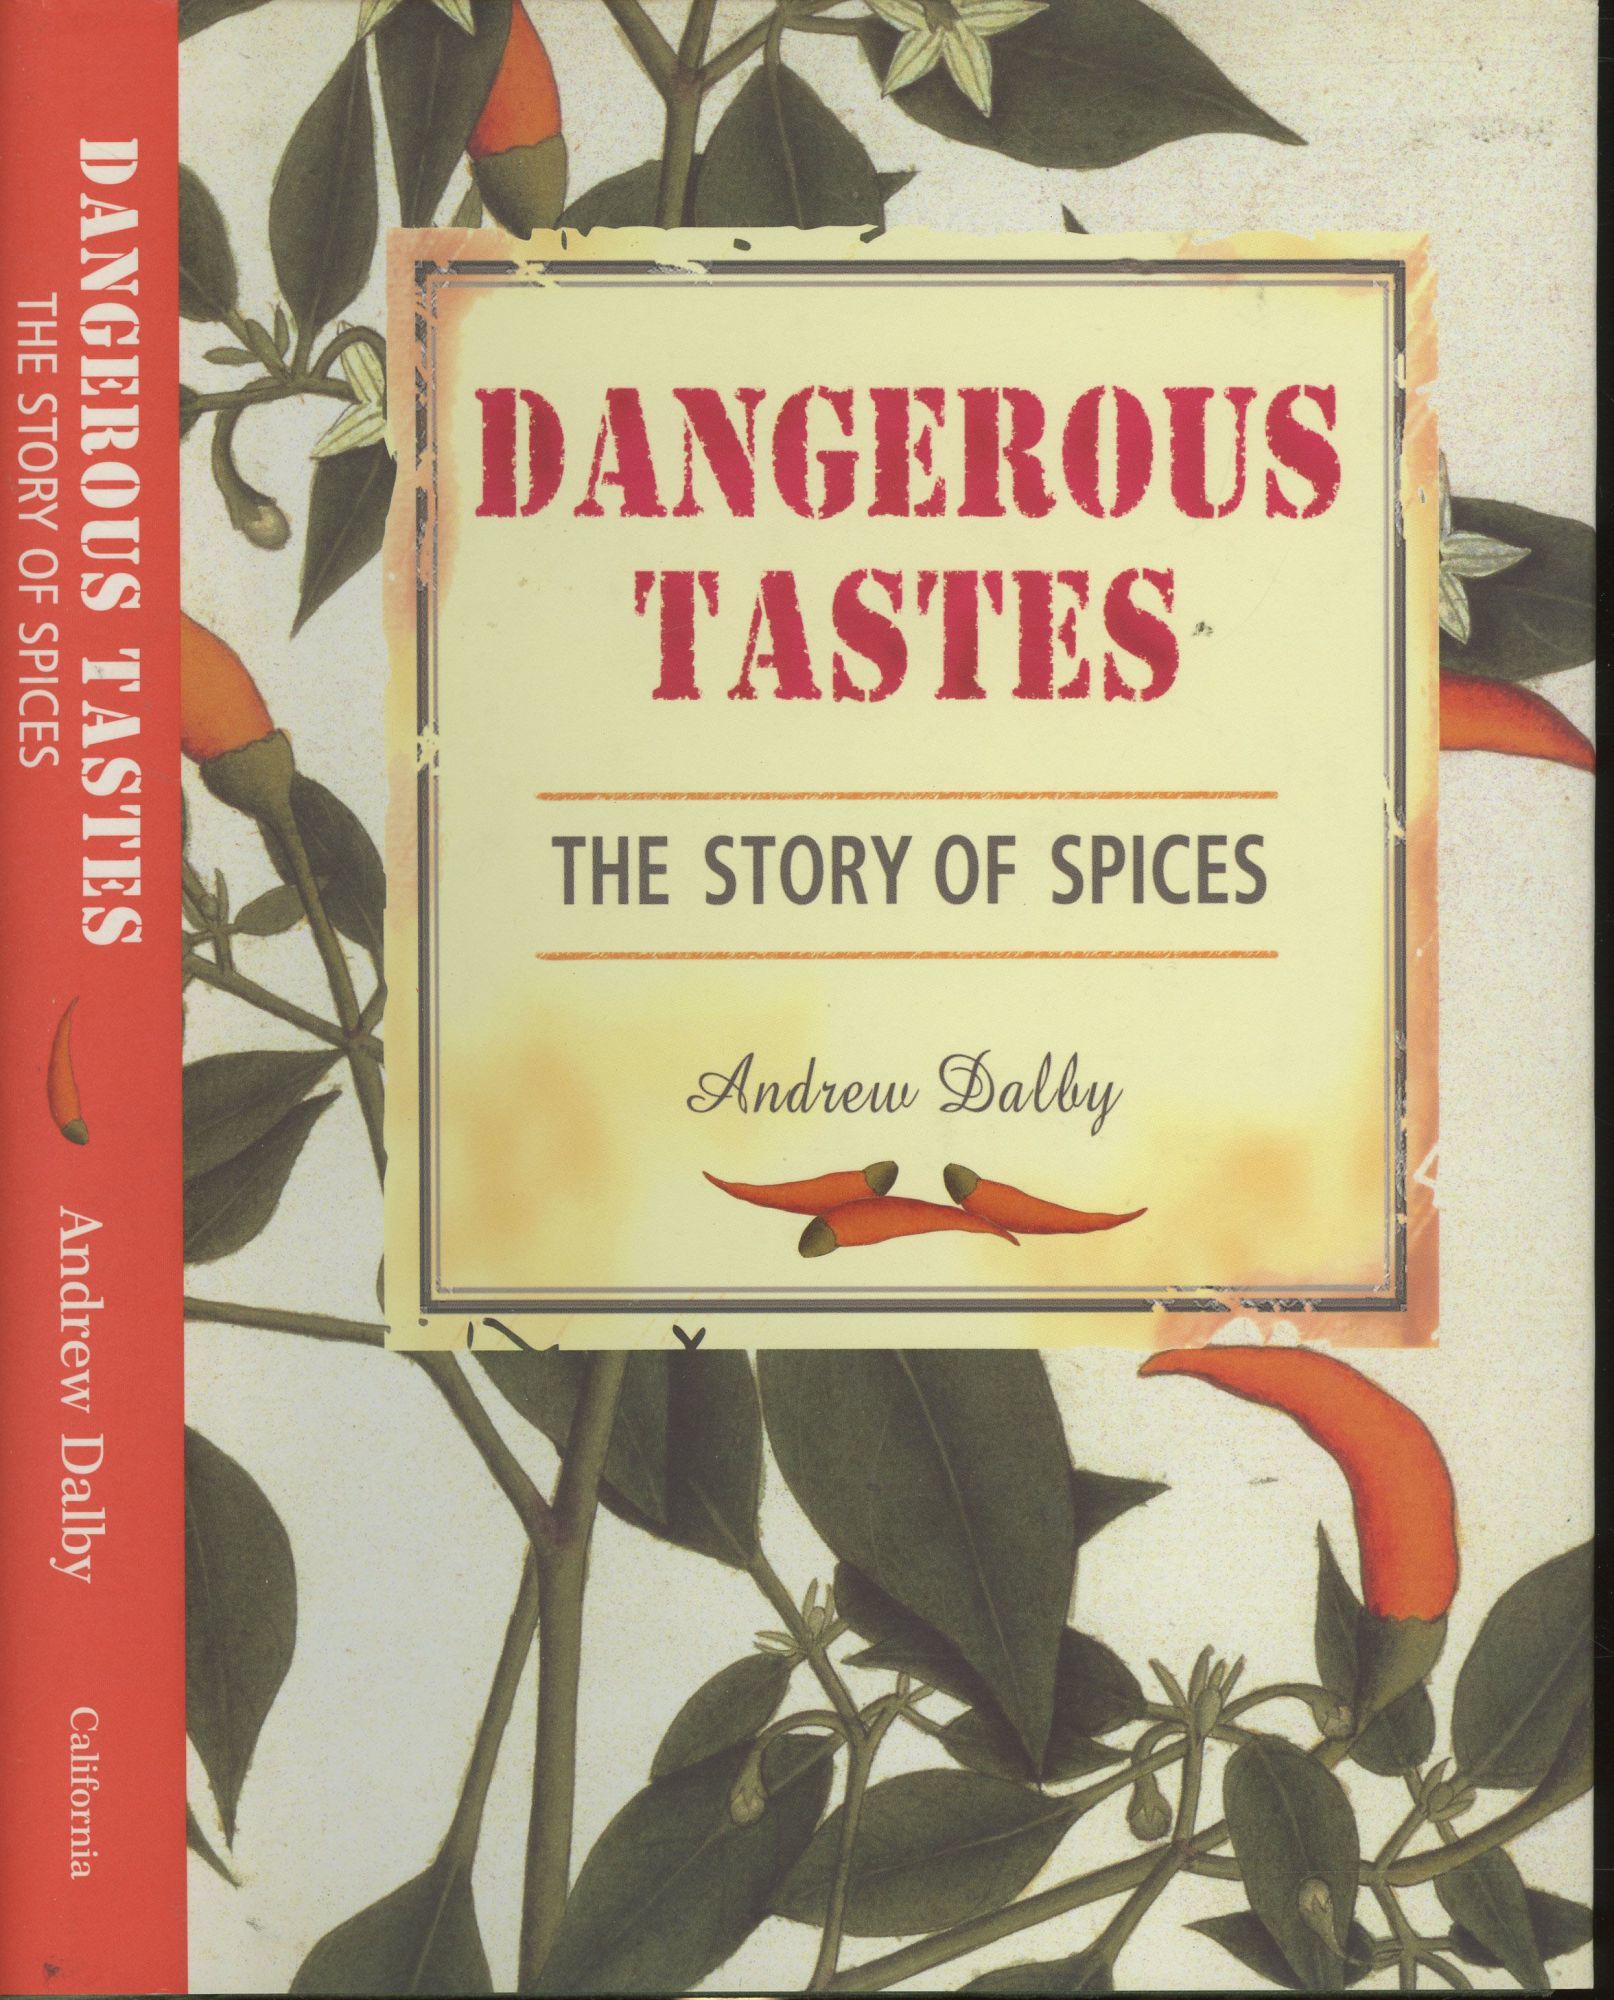 DANGEROUS TASTES
THE STORY OF SPICES
Andrew Dalby
California
DANGEROUS
TASTES
THE STORY OF SPICES
Andrew Dalby